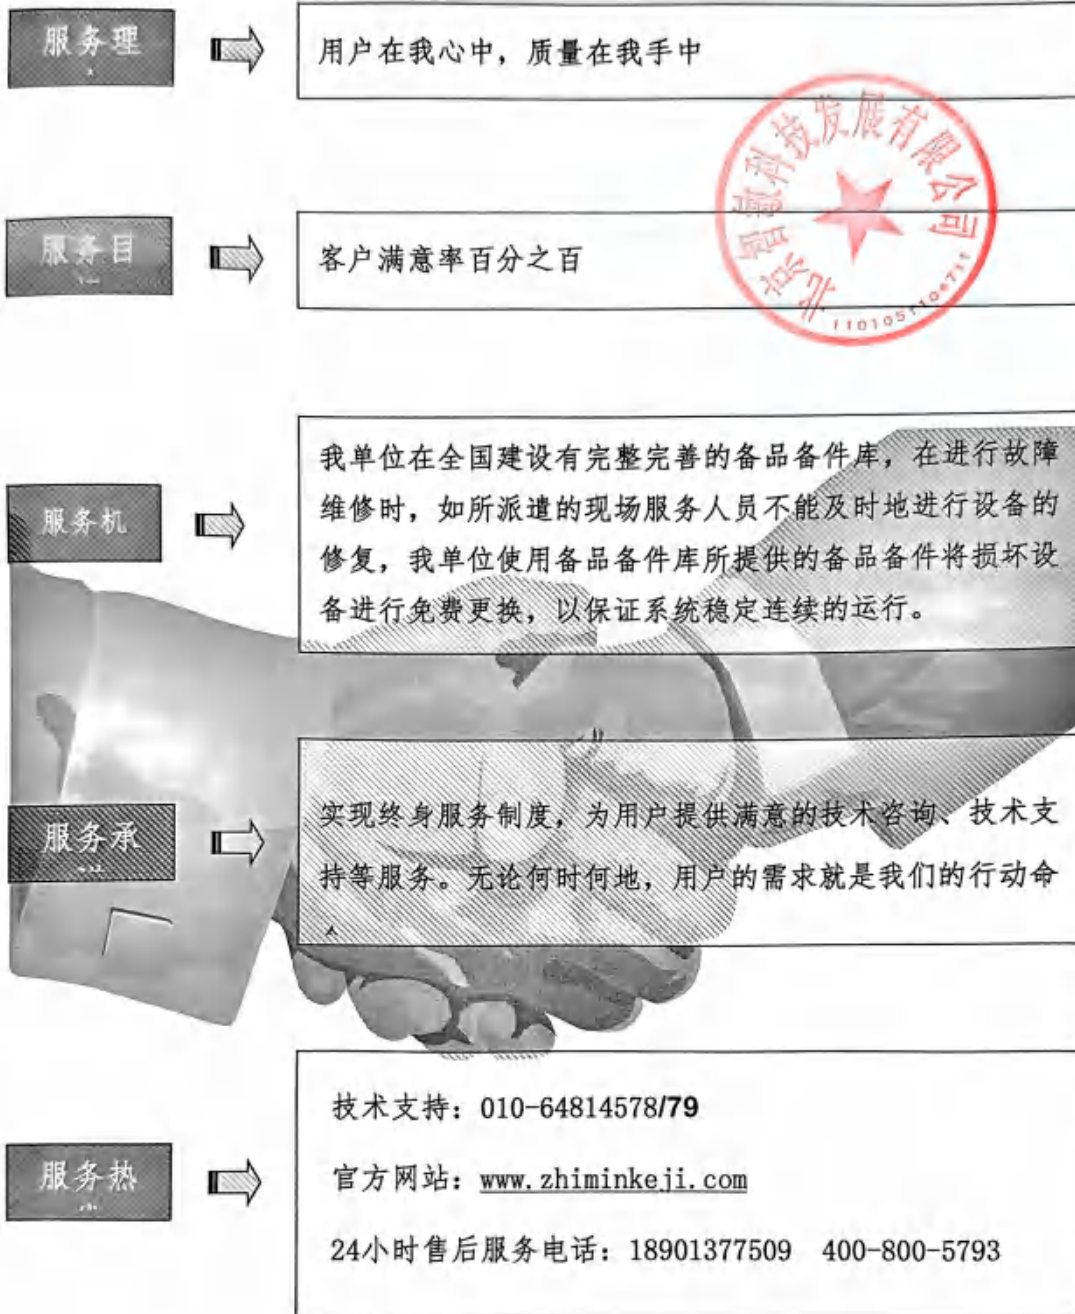 服务理
用户在我心中，质量在我手中
服务目
客户满意率百分之百
服务机
我单位在全国建设有完整完善的备品备件库，在进行故障
维修时，如所派遣的现场服务人员不能及时地进行设备的
修复，我单位使用备品备件库所提供的备品备件将损坏设
备进行免费更换，以保证系统稳定连续的运行。
服务承
实现终身服务制度，为用户提供满意的技术咨询、技术支
持等服务。无论何时何地，用户的需求就是我们的行动命
服务热
技术支持：010-64814578/79
官方网站：www.zhiminkeji.com
24小时售后服务电话：18901377509 400-800-5793
科技发展有限公司